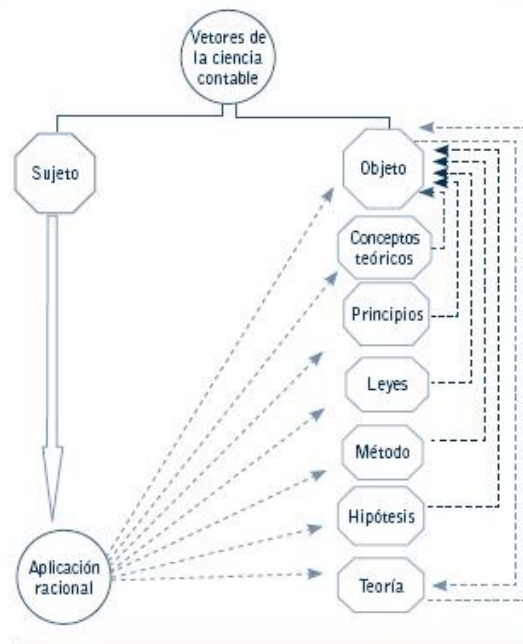 Vetores de
la ciencia
contable
Sujeto
Objeto
Conceptos
teóricos
Principios
Leyes
Método
Hipótesis
Aplicación
racional
Teoría